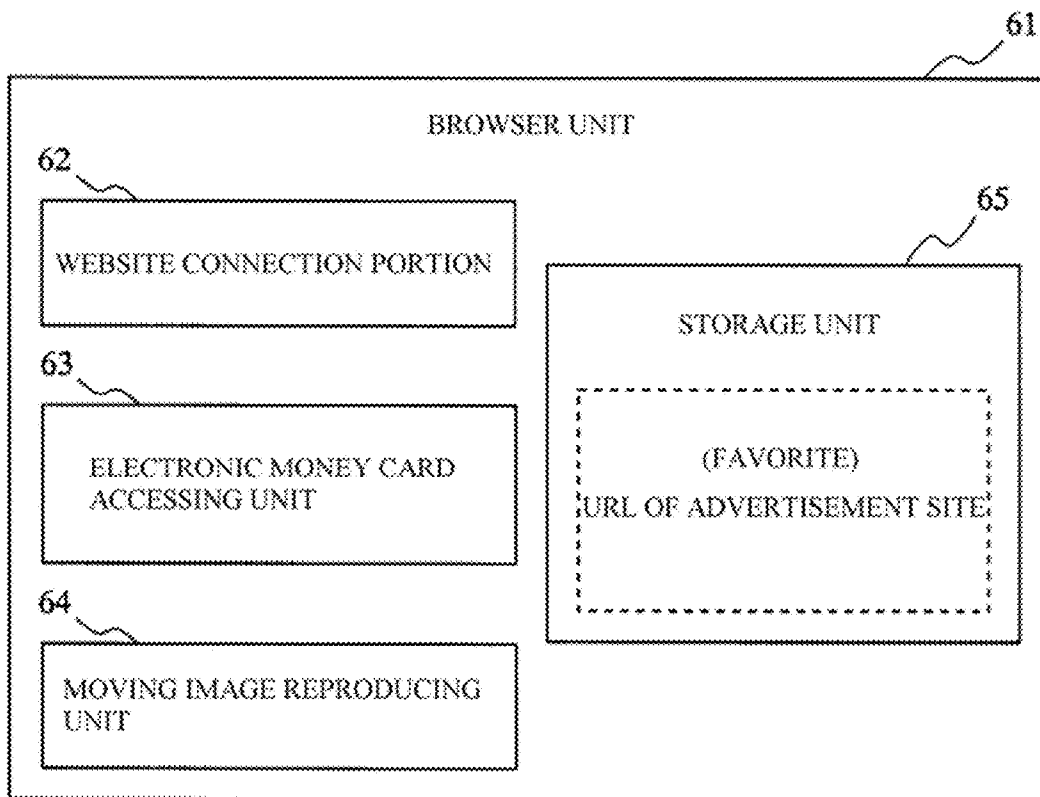 61
BROWSER UNIT
62
WEBSITE CONNECTION PORTION
63
ELECTRONIC MONEY CARD
ACCESSING UNIT
64
MOVING IMAGE REPRODUCING
UNIT
65
STORAGE UNIT
(FAVORITE)
URL OF ADVERTISEMENT SITE